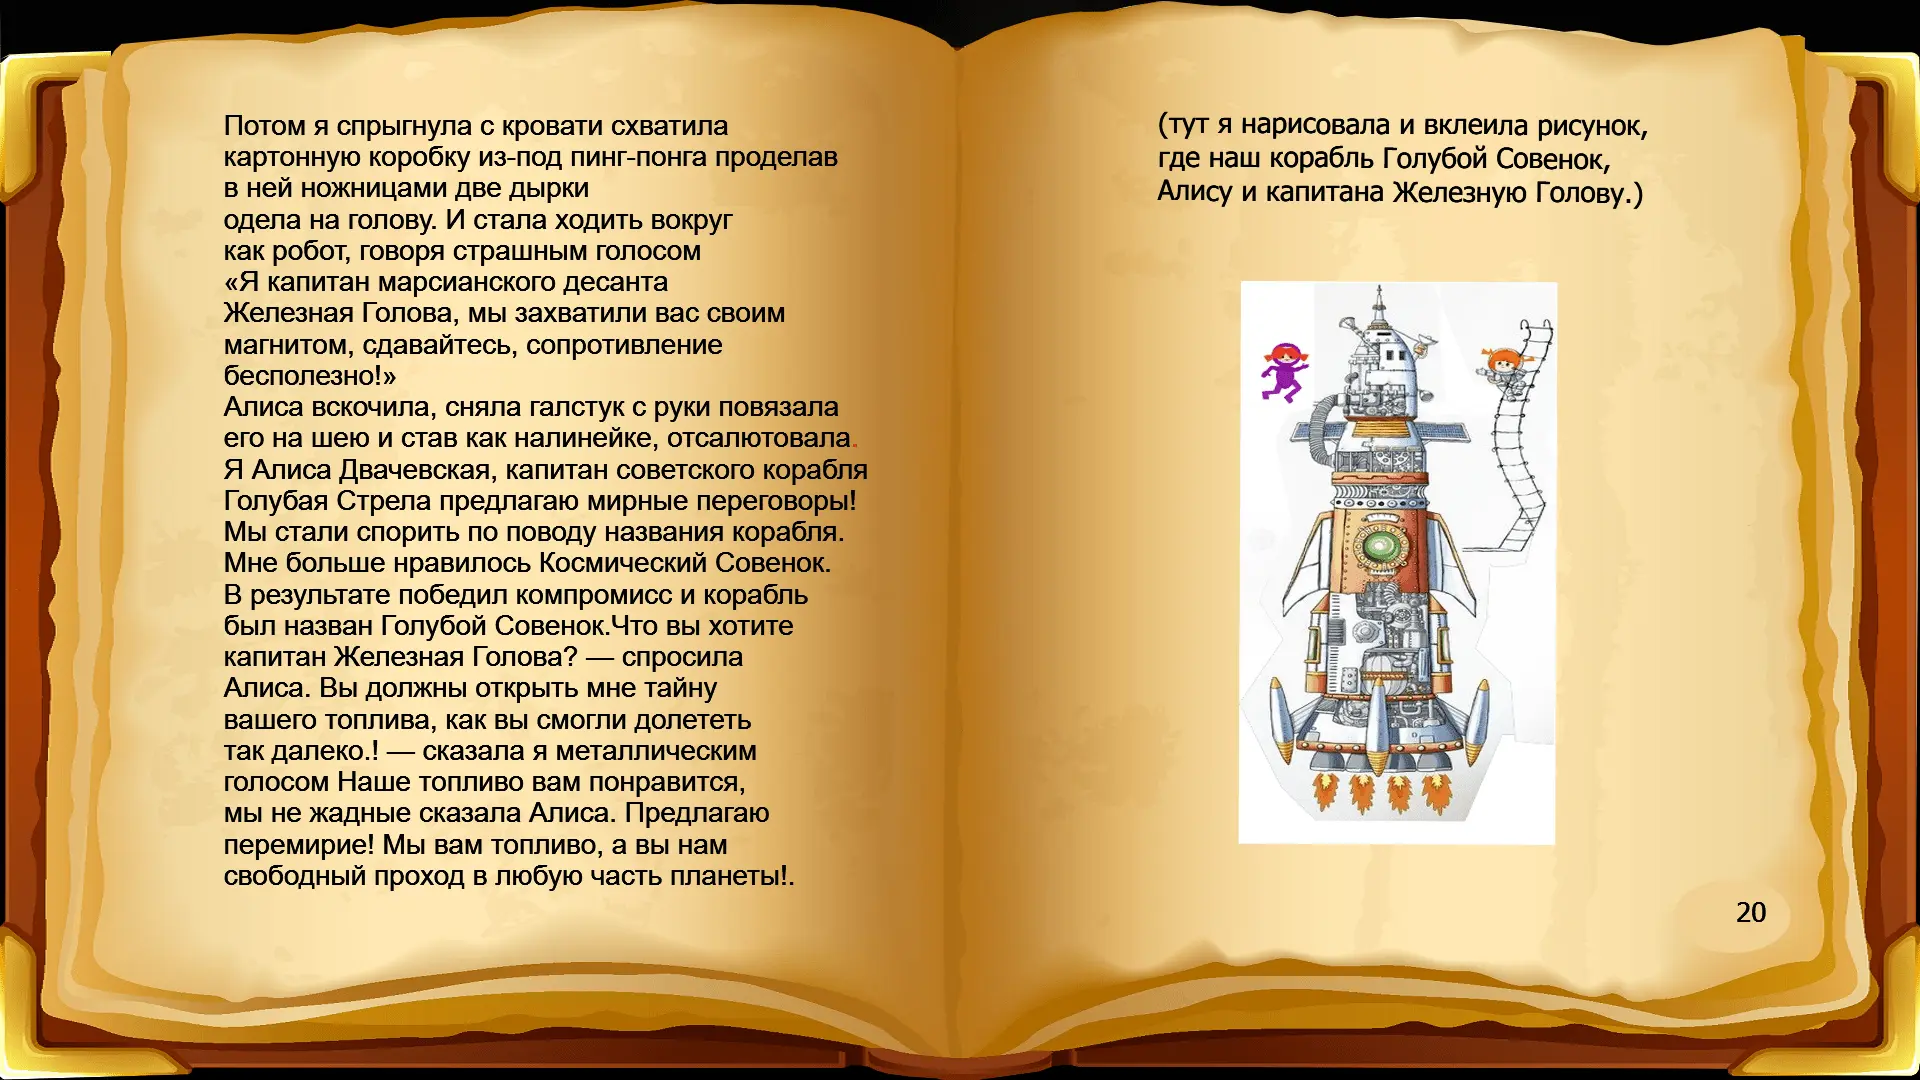 Потом я спрыгнула с кровати схватила
картонную коробку из-под пинг-понга проделав
в ней ножницами две дырки
одела на голову. И стала ходить вокруг
как робот, говоря страшным голосом
«Я капитан марсианского десанта
Железная Голова, мы захватили вас своим
магнитом, сдавайтесь, сопротивление
бесполезно!»
Алиса вскочила, сняла галстук с руки повязала
его на шею и став как налинейке, отсалютовала.
Я Алиса Двачевская, капитан советского корабля
Голубая Стрела предлагаю мирные переговоры!
Мы стали спорить по поводу названия корабля.
Мне больше нравилось Космический Совенок.
В результате победил компромисс и корабль
был назван Голубой Совенок.Что вы хотите
капитан Железная Голова? — спросила
Алиса. Вы должны открыть мне тайну
вашего топлива, как вы смогли долететь
так далеко.! — сказала я металлическим
голосом Наше топливо вам понравится,
мы не жадные сказала Алиса. Предлагаю
перемирие! Мы вам топливо, а вы нам
свободный проход в любую часть планеты!.
(тут я нарисовала и вклеила рисунок,
где наш корабль Голубой Совенок,
Алису и капитана Железную Голову.)
20